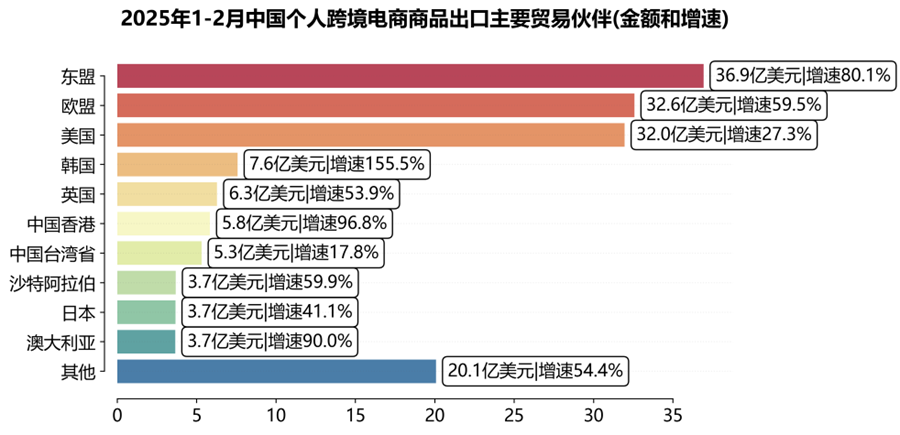 2025年1-2月中国个人跨境电商商品出口主要贸易伙伴(金额和增速)
东盟 36.9亿美元|增速80.1%
欧盟 32.6亿美元|增速59.5%
美国 32.0亿美元|增速27.3%
韩国 7.6亿美元|增速155.5%
英国 6.3亿美元|增速53.9%
中国香港 5.8亿美元|增速96.8%
中国台湾省 5.3亿美元|增速17.8%
沙特阿拉伯 3.7亿美元|增速59.9%
日本 3.7亿美元|增速41.1%
澳大利亚 3.7亿美元|增速90.0%
其他 20.1亿美元|增速54.4%
0 5 10 15 20 25 30 35